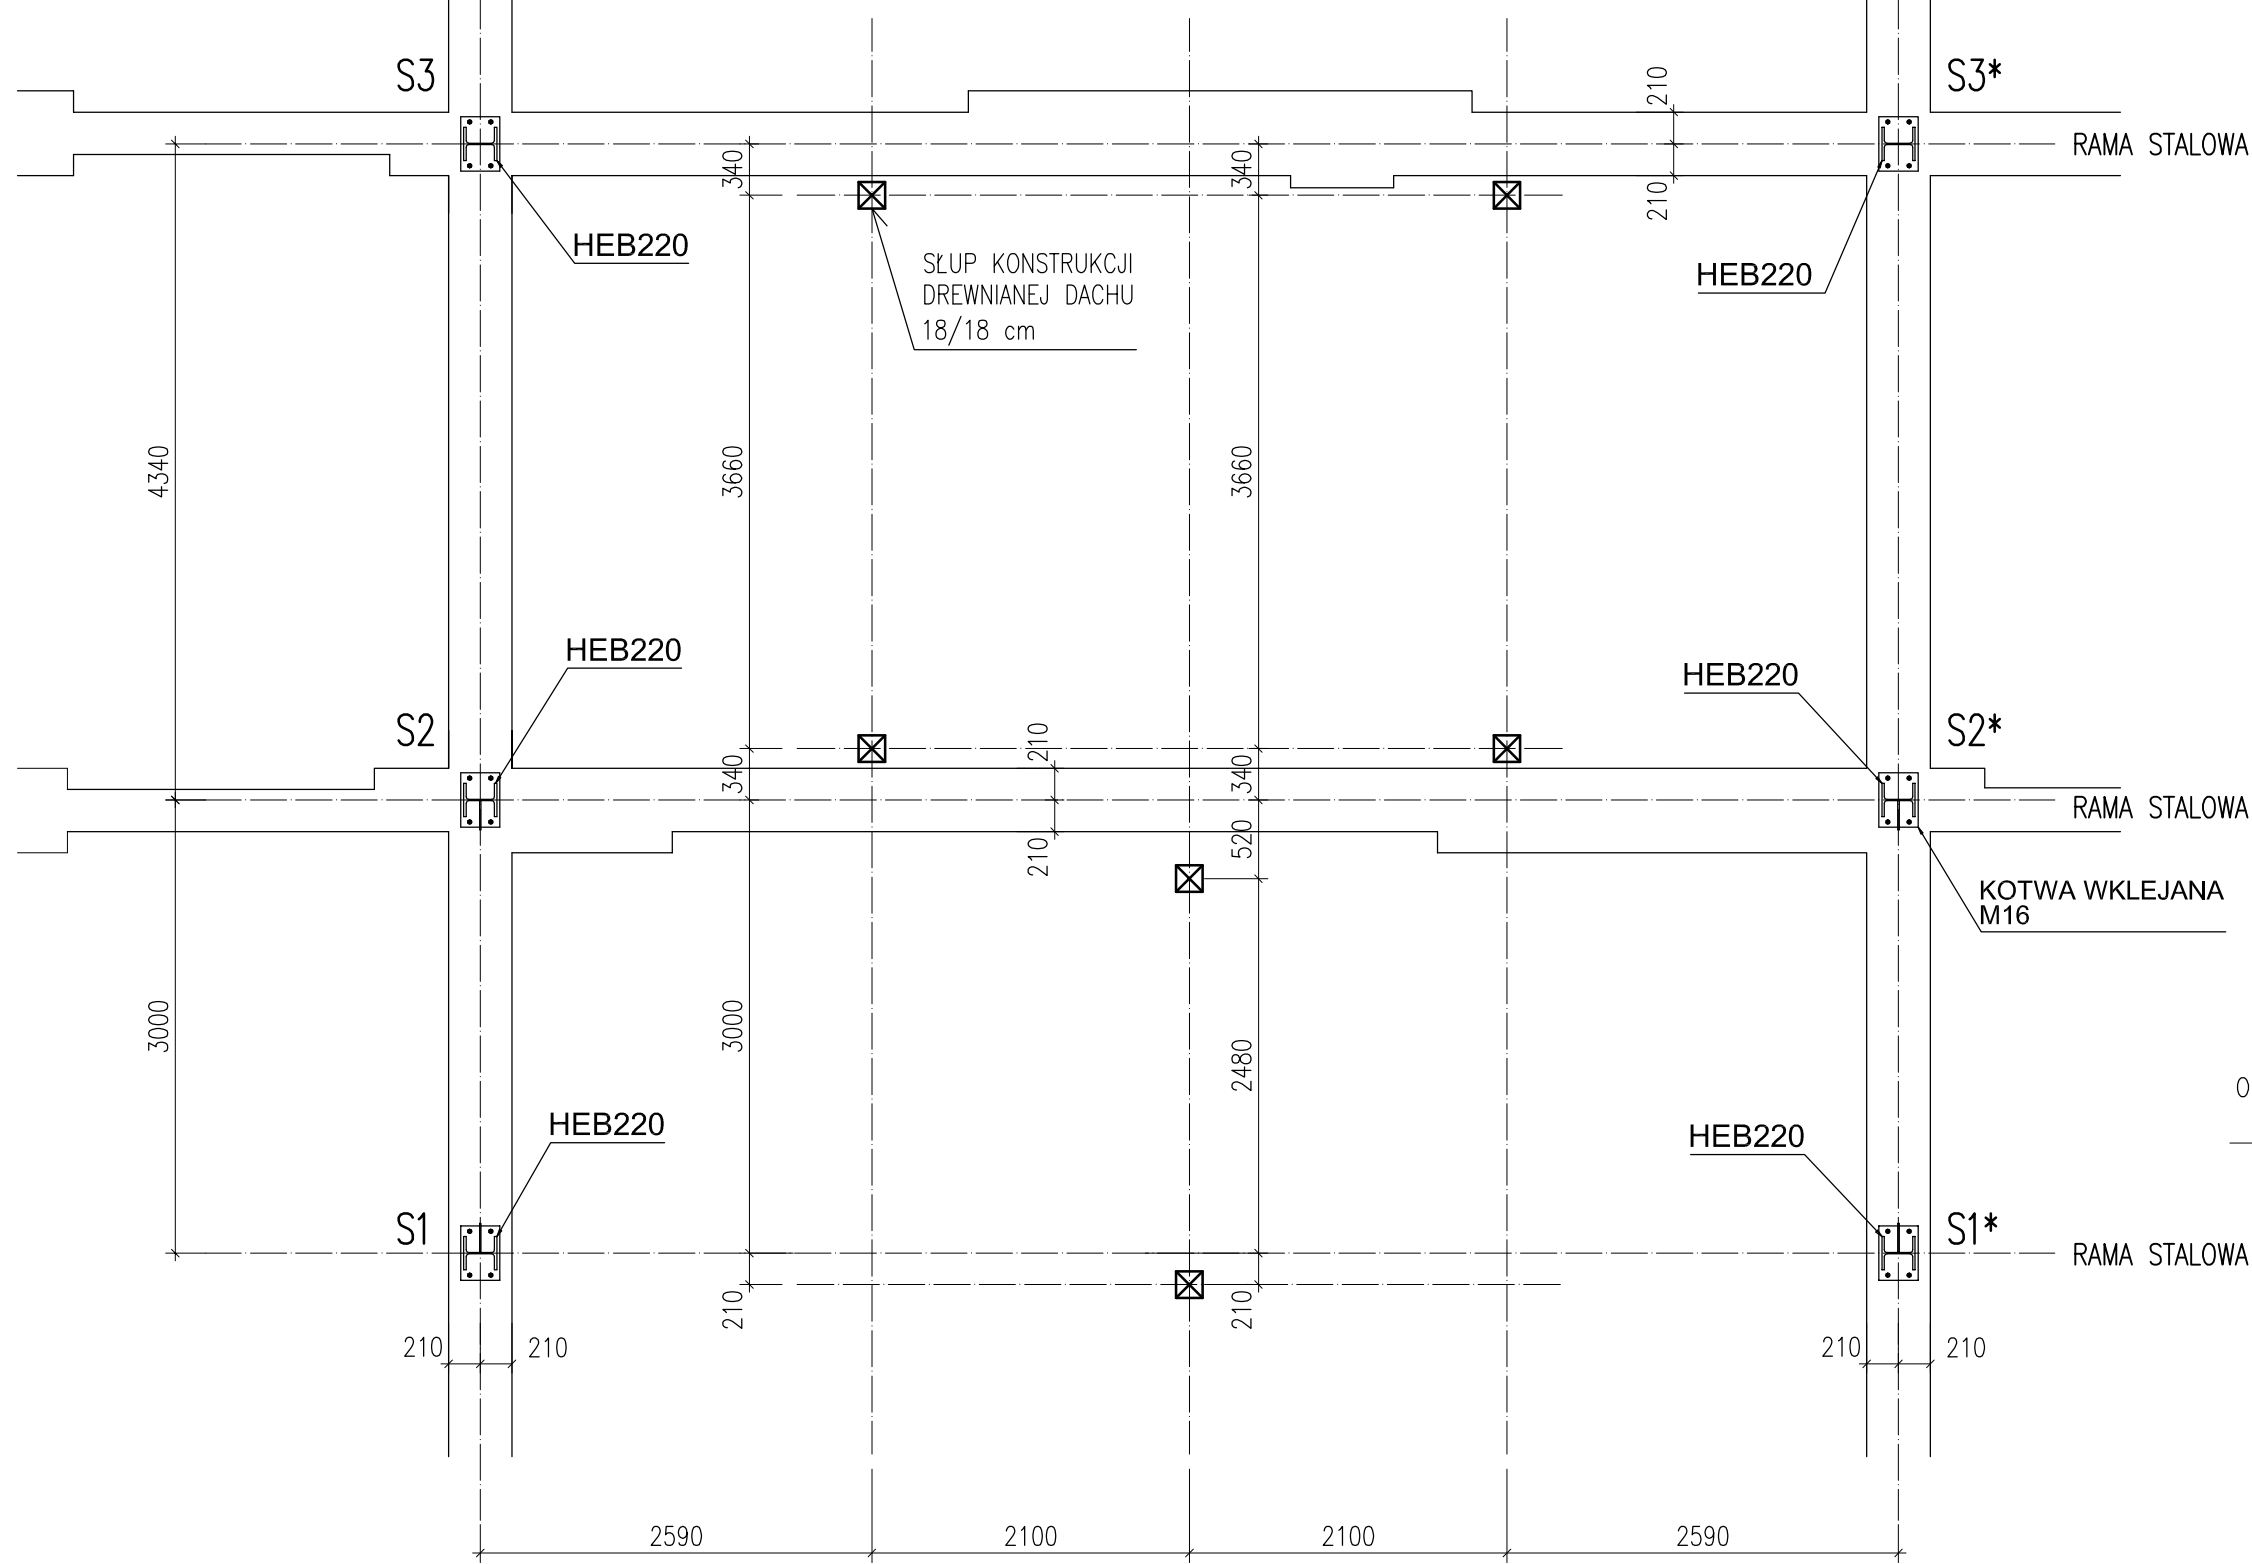 S3
S3*
210
RAMA STALOWA
340
340
210
HEB220
SŁUP KONSTRUKCJI
DREWNIANEJ DACHU
18/18 cm
HEB220
4340
3660
3660
HEB220
HEB220
S2
S2*
210
340
340
RAMA STALOWA
520
210
KOTWA WKLEJANA
M16
3000
3000
2480
O
HEB220
HEB220
S1
S1*
RAMA STALOWA
210
210
210
210
210
210
2590
2100
2100
2590